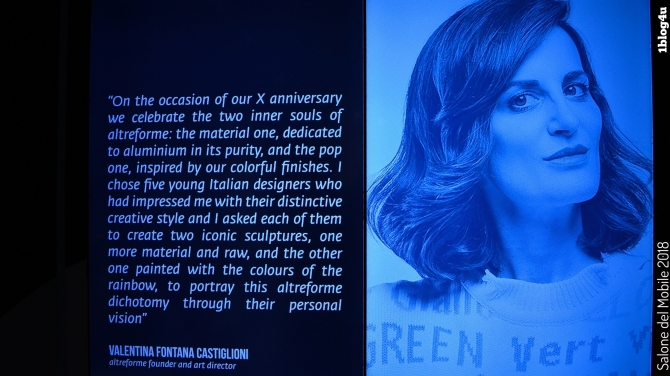 "On the occasion of our X anniversary
we celebrate the two inner souls of
altreforme: the material one, dedicated
to aluminium in its purity, and the pop
one, inspired by our colorful finishes. I
chose five young Italian designers who
had impressed me with their distinctive
creative style and I asked each of them
to create two iconic sculptures, one
more material and raw, and the other
one painted with the colours of the
rainbow, to portray this altreforme
dichotomy through their personal
vision"
VALENTINA FONTANA CASTIGLIONI
altreforme founder and art director
GREEN Vert
1blog4u
Salone del Mobile 2018